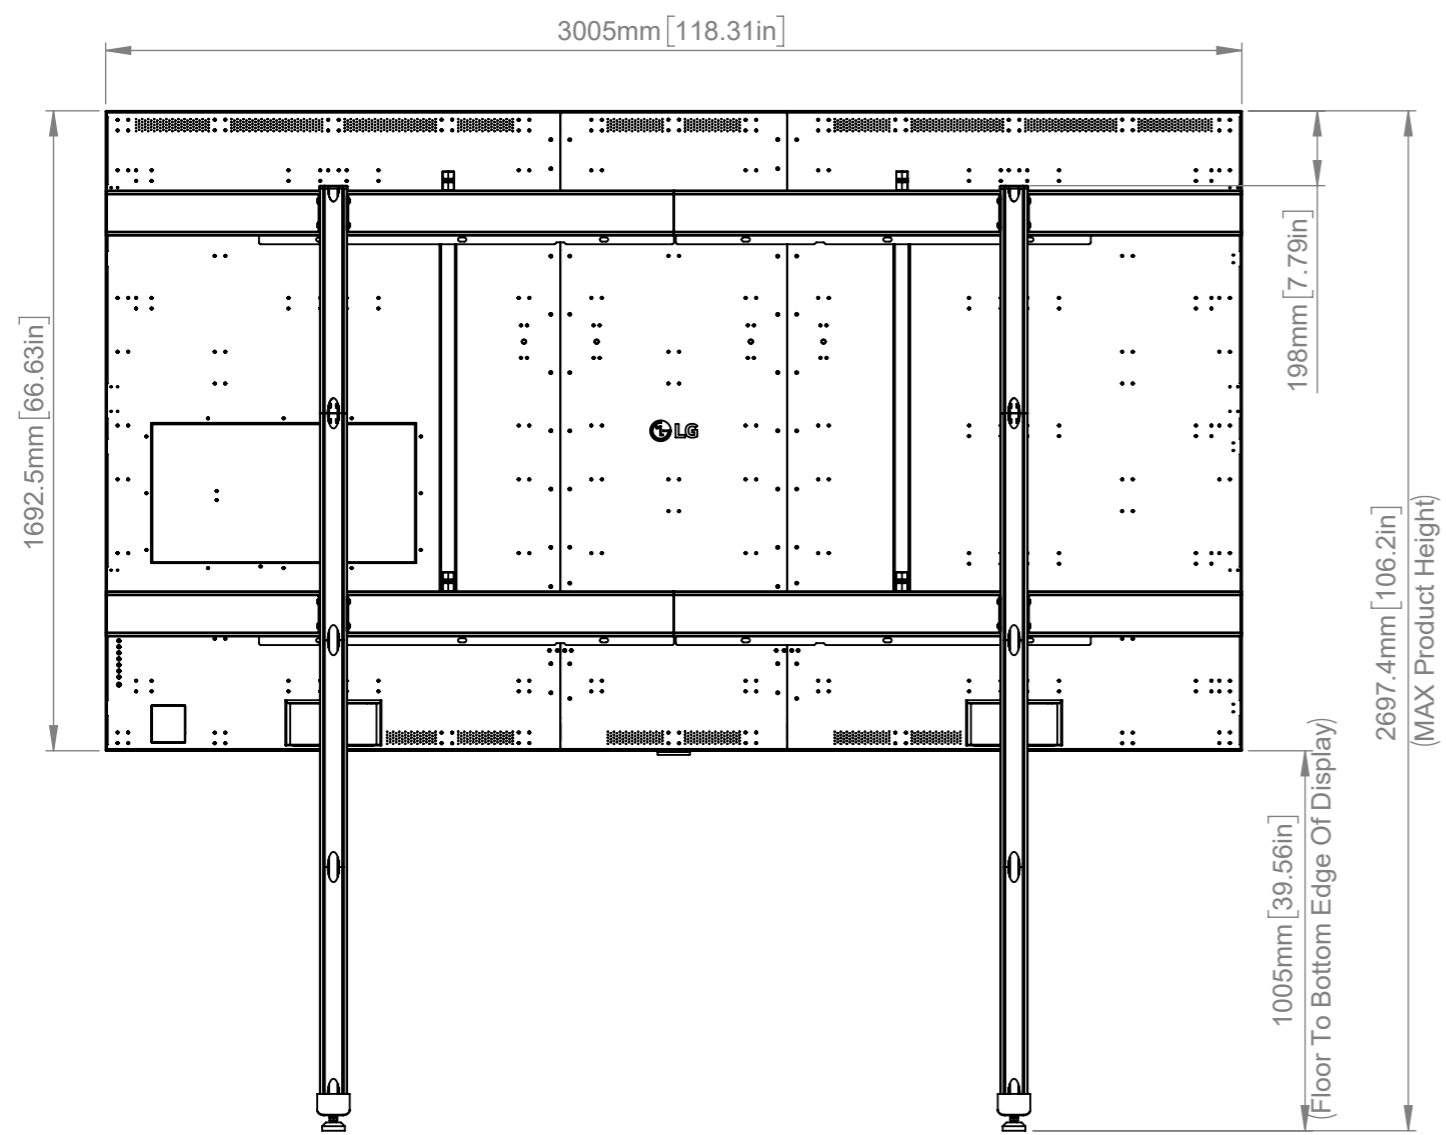 3005mm[118.31in]
1692.5mm[66.63in]
198mm[7.79in]
LG
2697.4mm[106.2in]
(MAX Product Height)
1005mm[39.56in]
(Floor To Bottom Edge Of Display)